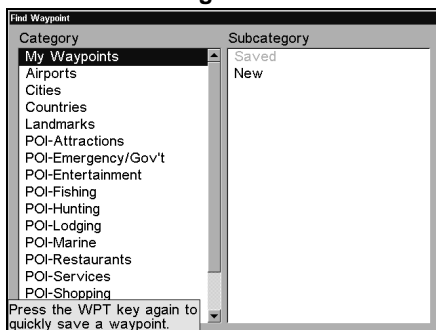 Find Waypoint
Category
My Waypoints
Airports
Cities
Countries
Landmarks
POI-Attractions
POI-Emergency/Gov't
POI-Entertainment
POI-Fishing
POI-Hunting
POI-Lodging
POI-Marine
POI-Restaurants
POI-Services
POI-Shopping
Press the WPT key again to
quickly save a waypoint.
Subcategory
Saved
New